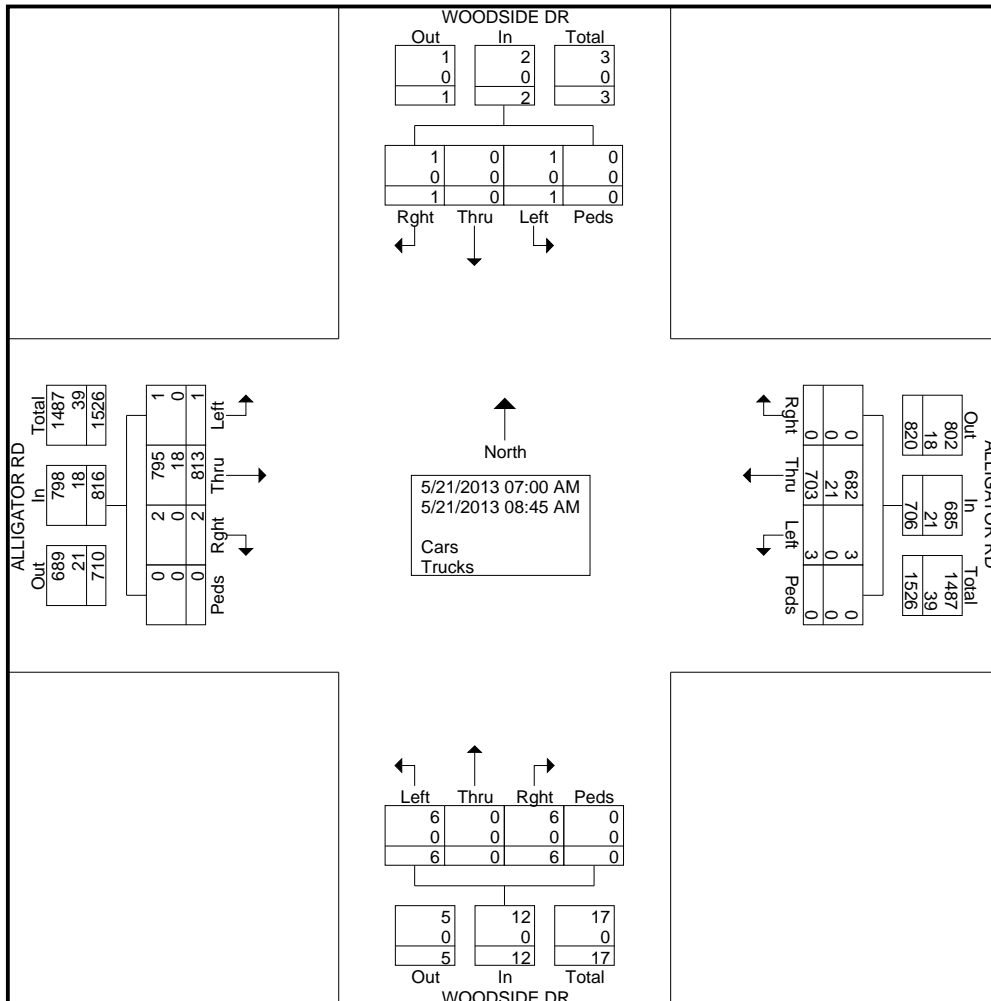 WOODSIDE DR
Out In Total
1 2 3
0 0 0
1 2 3
1 0 1 0
0 0 0 0
1 0 1 0
Rght Thru Left Peds
ALLIGATOR RD
Total In Out
1487 798 689
39 18 21
1526 816 710
1 795 2 0
0 18 0 0
1 813 2 0
Left Thru Rght Peds
North
5/21/2013 07:00 AM
5/21/2013 08:45 AM
Cars
Trucks
Rght Thru Left Peds
0 682 3 0
0 21 0 0
0 703 3 0
Out In Total
802 685 1487
18 21 39
820 706 1526
ALLIGATOR RD
Left Thru Rght Peds
6 0 6 0
0 0 0 0
6 0 6 0
5 12 17
0 0 0
5 12 17
Out In Total
WOODSIDE DR